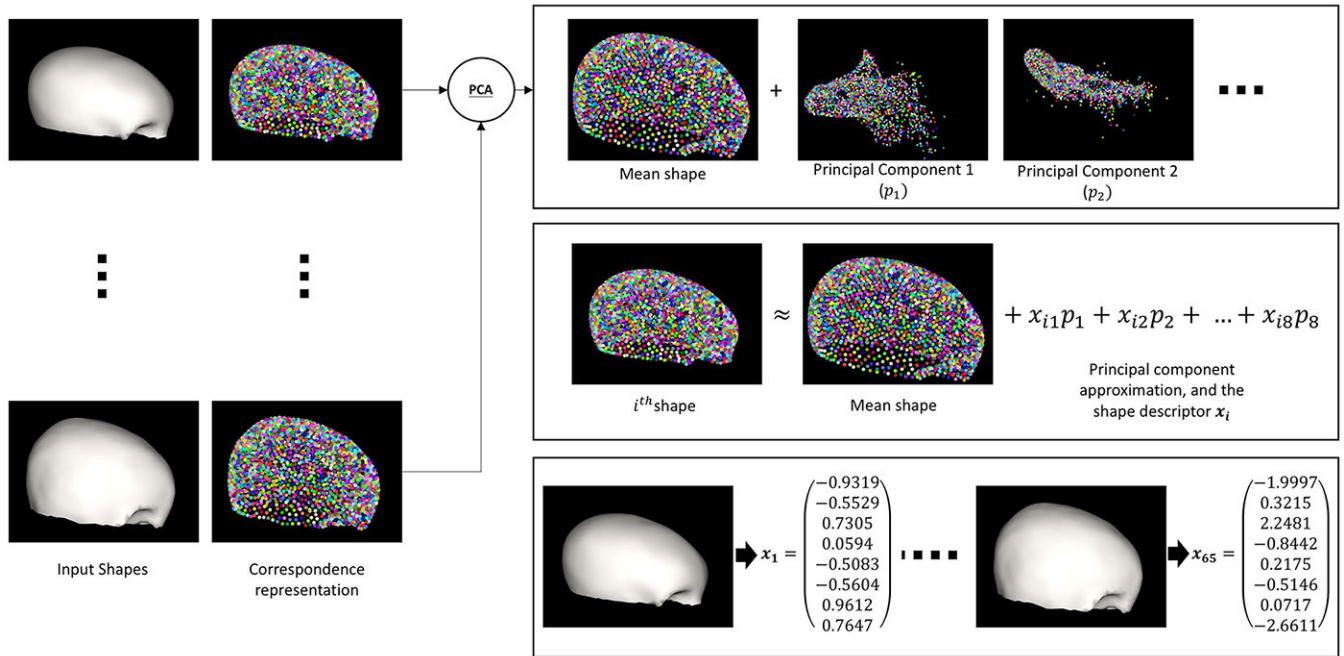 PCA
Mean shape
+
Principal Component 1
(p₁)
Principal Component 2
(p₂)
≈
+ xᵢ₁p₁ + xᵢ₂p₂ + … + xᵢ₈p₈
iᵗʰ shape
Mean shape
Principal component
approximation, and the
shape descriptor xᵢ
Input Shapes
Correspondence
representation
x₁ =
−0.9319
−0.5529
0.7305
0.0594
−0.5083
−0.5604
0.9612
0.7647
x₆₅ =
−1.9997
0.3215
2.2481
−0.8442
0.2175
−0.5146
0.0717
−2.6611